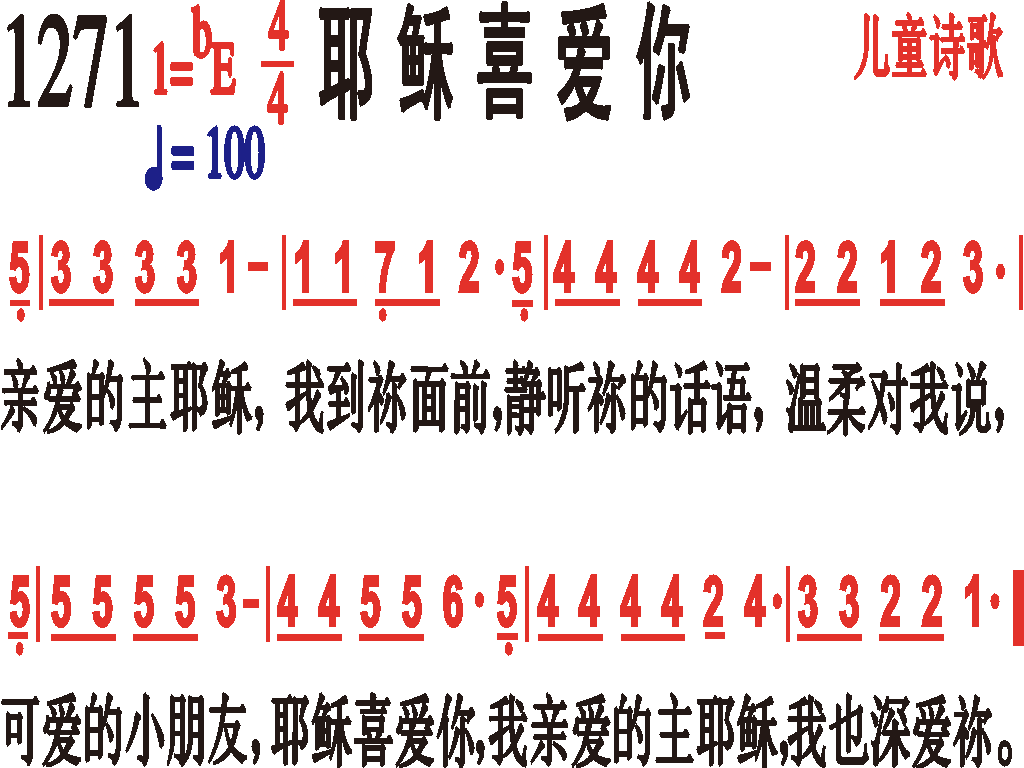 1271 1=bE 4/4 耶稣喜爱你 儿童诗歌
♩= 100
5|3 3 3 3 1-|1 1 7 1 2·5|4 4 4 4 2-|2 2 1 2 3·|
亲爱的主耶稣, 我到祢面前,静听祢的话语, 温柔对我说,
5|5 5 5 5 3-|4 4 5 5 6·5|4 4 4 4 2 4·|3 3 2 2 1·
可爱的小朋友,耶稣喜爱你,我亲爱的主耶稣,我也深爱祢。